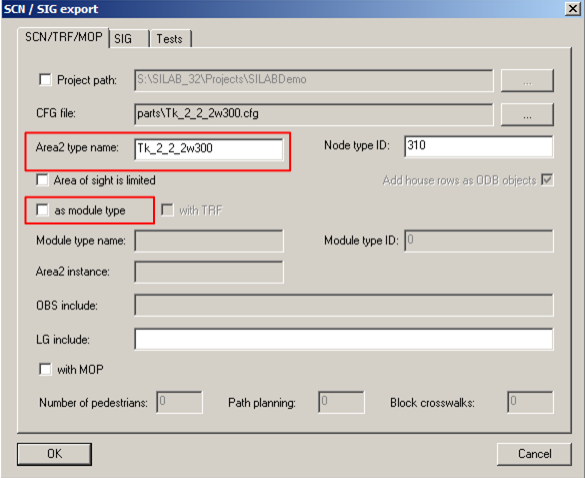 SCN / SIG export
SCN/TRF/MOP SIG Tests
Project path: S:\SILAB_32\Projects\SILABDemo ...
CFG file: parts\Tk_2_2_2w300.cfg ...
Area2 type name: Tk_2_2_2w300 Node type ID: 310
Area of sight is limited Add house rows as ODB objects
as module type with TRF
Module type name: Module type ID: 0
Area2 instance:
OBS include:
LG include:
with MOP
Number of pedestrians: 0 Path planning: 0 Block crosswalks: 0
OK Cancel